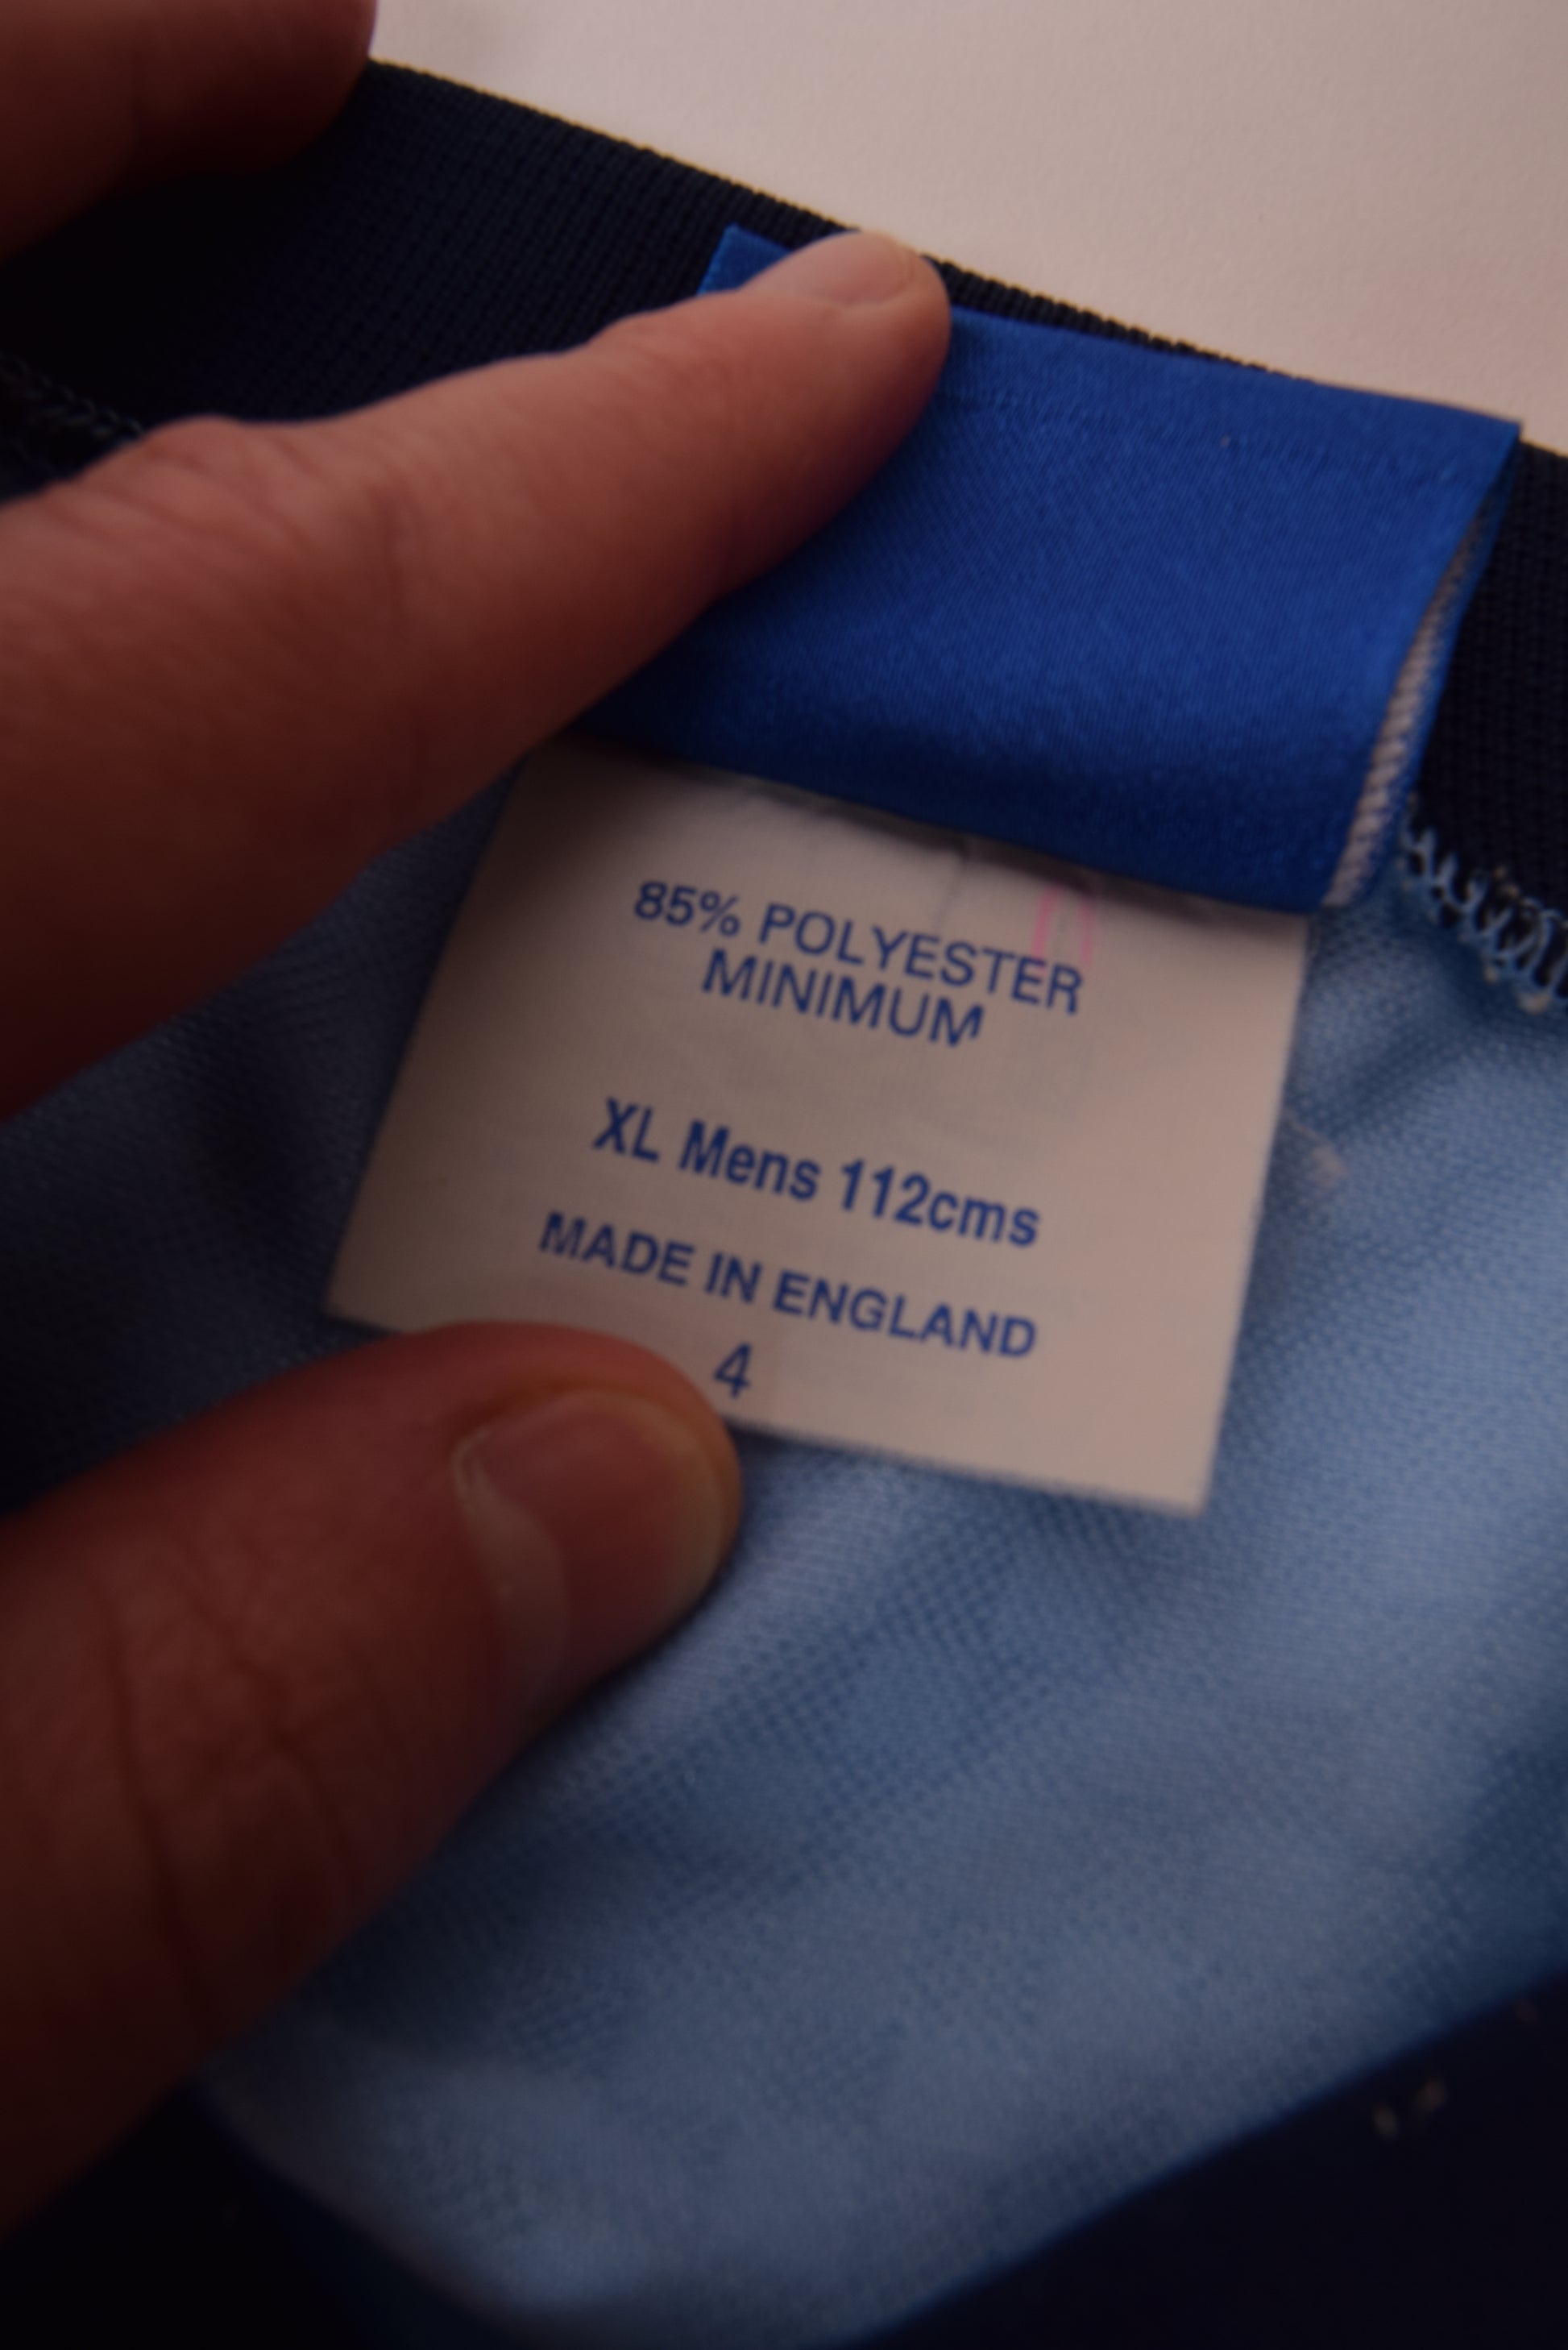 85% POLYESTER
MINIMUM
XL Mens 112cms
MADE IN ENGLAND
4